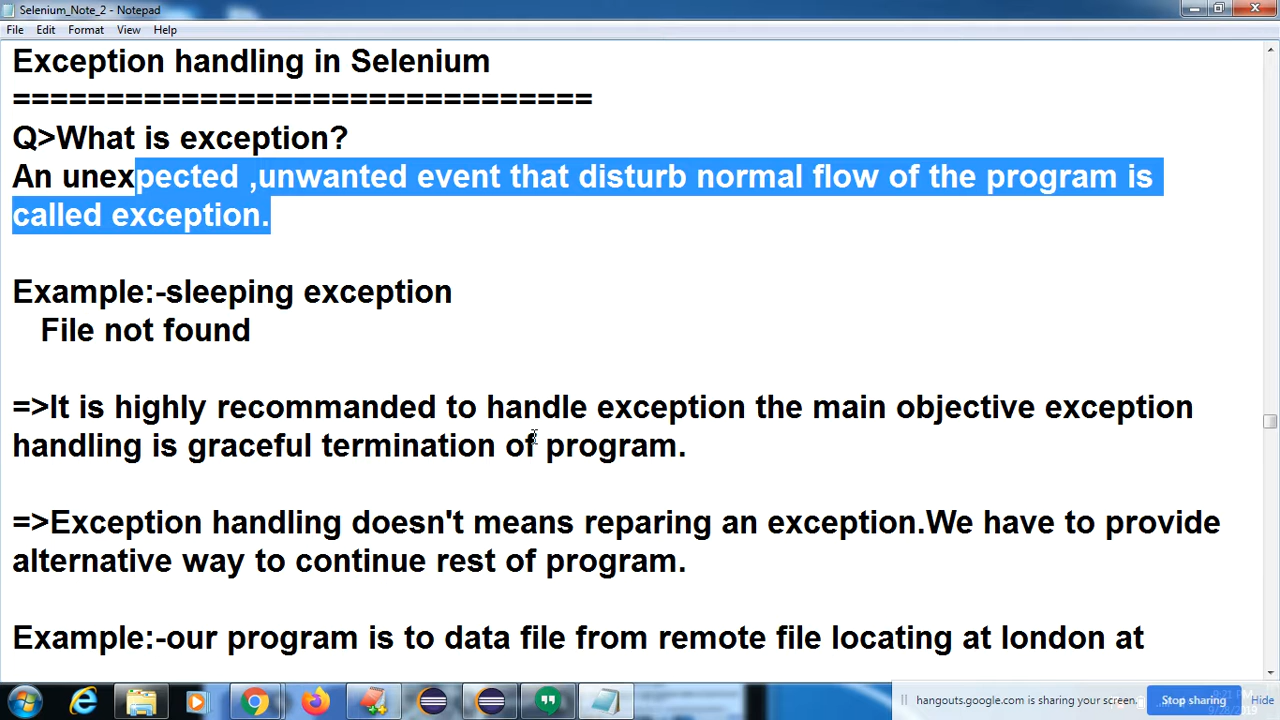 Selenium_Note_2 - Notepad
File Edit Format View Help
Exception handling in Selenium
===============================
Q>What is exception?
An unexpected ,unwanted event that disturb normal flow of the program is
called exception.
Example:-sleeping exception
File not found
=>It is highly recommanded to handle exception the main objective exception
handling is graceful termination of program.
=>Exception handling doesn't means reparing an exception.We have to provide
alternative way to continue rest of program.
Example:-our program is to data file from remote file locating at london at
hangouts.google.com is sharing your screen. Stop sharing Hide